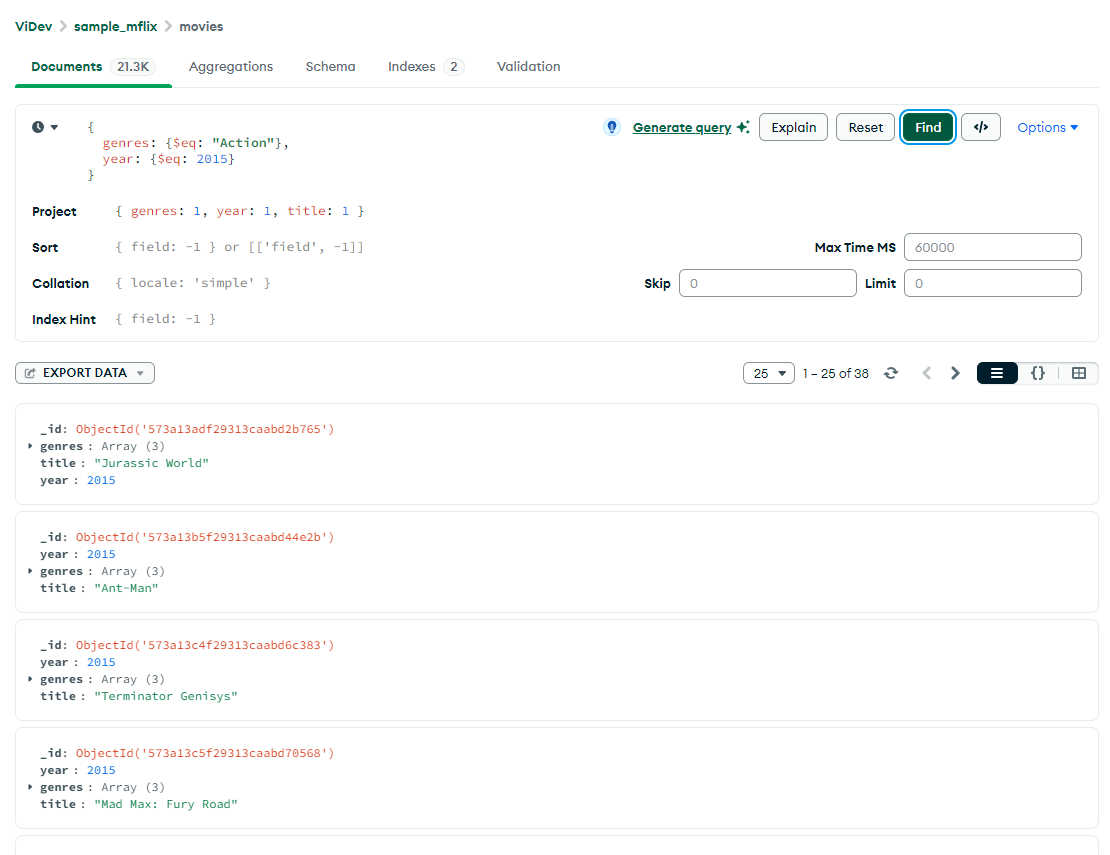 ViDev > sample_mflix > movies
Documents 21.3K Aggregations Schema Indexes 2 Validation
{
genres: {$eq: "Action"},
year: {$eq: 2015}
}
Generate query Explain Reset Find </> Options
Project { genres: 1, year: 1, title: 1 }
Sort { field: -1 } or [['field', -1]] Max Time MS 60000
Collation { locale: 'simple' } Skip 0 Limit 0
Index Hint { field: -1 }
EXPORT DATA 25 1 – 25 of 38 {}
_id: ObjectId('573a13adf29313caabd2b765')
genres : Array (3)
title : "Jurassic World"
year : 2015
_id: ObjectId('573a13b5f29313caabd44e2b')
year : 2015
genres : Array (3)
title : "Ant-Man"
_id: ObjectId('573a13c4f29313caabd6c383')
year : 2015
genres : Array (3)
title : "Terminator Genisys"
_id: ObjectId('573a13c5f29313caabd70568')
year : 2015
genres : Array (3)
title : "Mad Max: Fury Road"